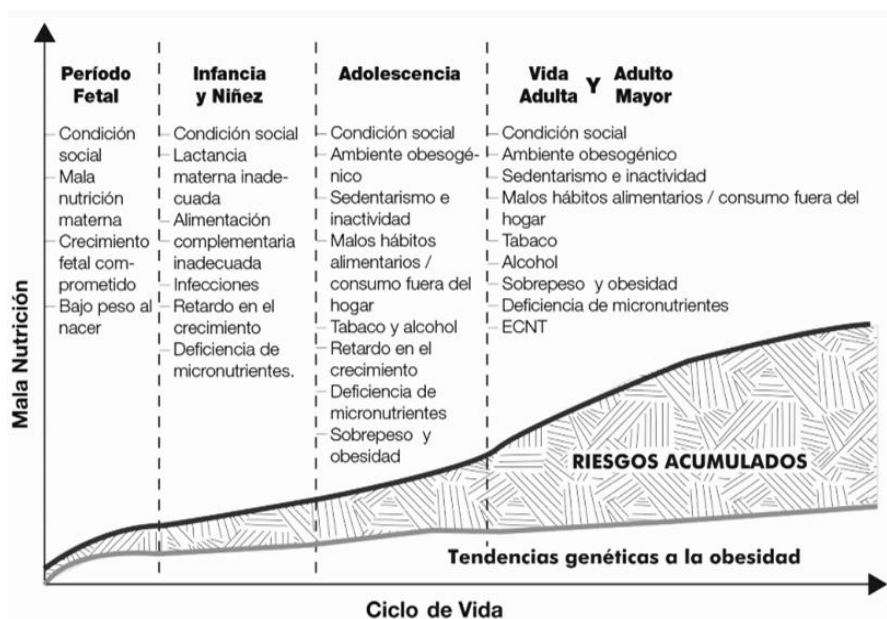 Período
Fetal
Condición
social
Mala
nutrición
materna
Crecimiento
fetal com-
prometido
Bajo peso al
nacer
Infancia
y Niñez
Condición social
Lactancia
materna inade-
cuada
Alimentación
complementaria
inadecuada
Infecciones
Retardo en el
crecimiento
Deficiencia de
micronutrientes.
Adolescencia
Condición social
Ambiente obesogé-
nico
Sedentarismo e
inactividad
Malos hábitos
alimentarios /
consumo fuera del
hogar
Tabaco y alcohol
Retardo en el
crecimiento
Deficiencia de
micronutrientes
Sobrepeso y
obesidad
Vida
Adulta
Y
Adulto
Mayor
Condición social
Ambiente obesogénico
Sedentarismo e inactividad
Malos hábitos alimentarios / consumo fuera del
hogar
Tabaco
Alcohol
Sobrepeso y obesidad
Deficiencia de micronutrientes
ECNT
Mala Nutrición
RIESGOS ACUMULADOS
Tendencias genéticas a la obesidad
Ciclo de Vida